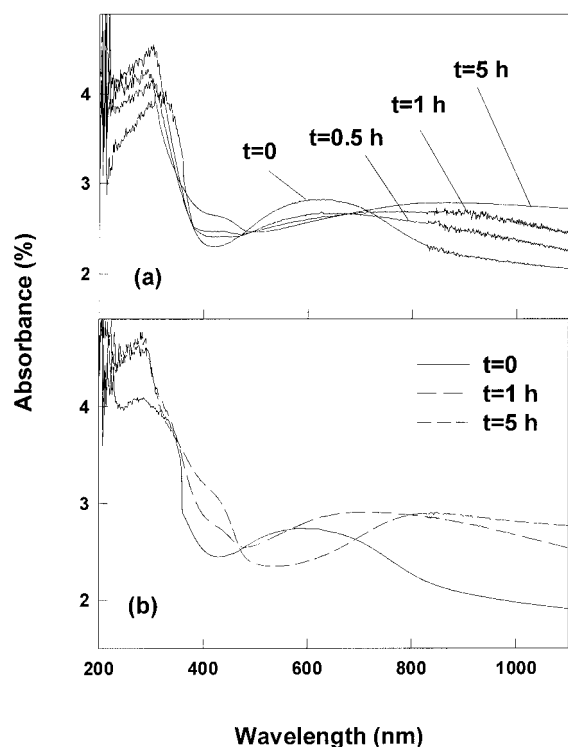 4
3
2
t=0
t=0.5 h
t=1 h
t=5 h
(a)
Absorbance (%)
4
3
2
t=0
t=1 h
t=5 h
(b)
200 400 600 800 1000
Wavelength (nm)